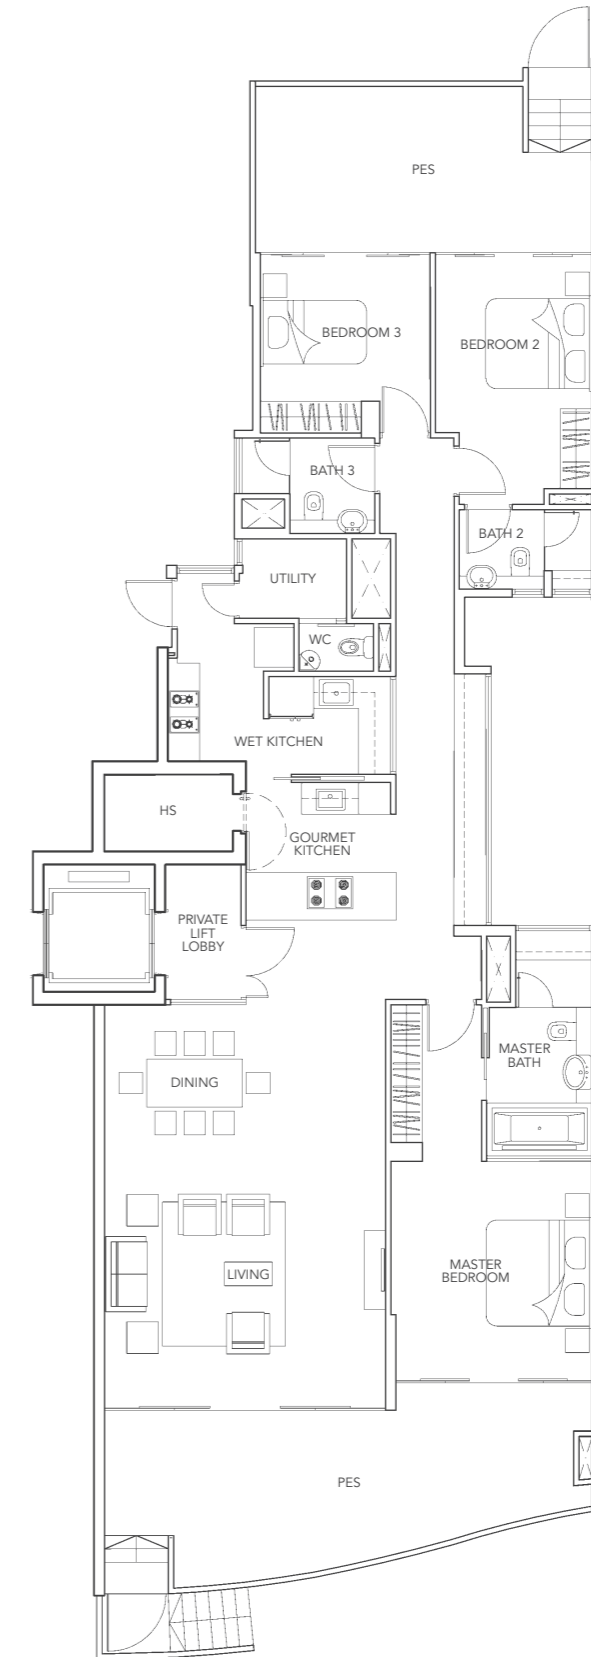 PES
BEDROOM 3
BEDROOM 2
BATH 3
BATH 2
UTILITY
WC
WET KITCHEN
HS
GOURMET
KITCHEN
PRIVATE
LIFT
LOBBY
MASTER
BATH
DINING
LIVING
MASTER
BEDROOM
PES